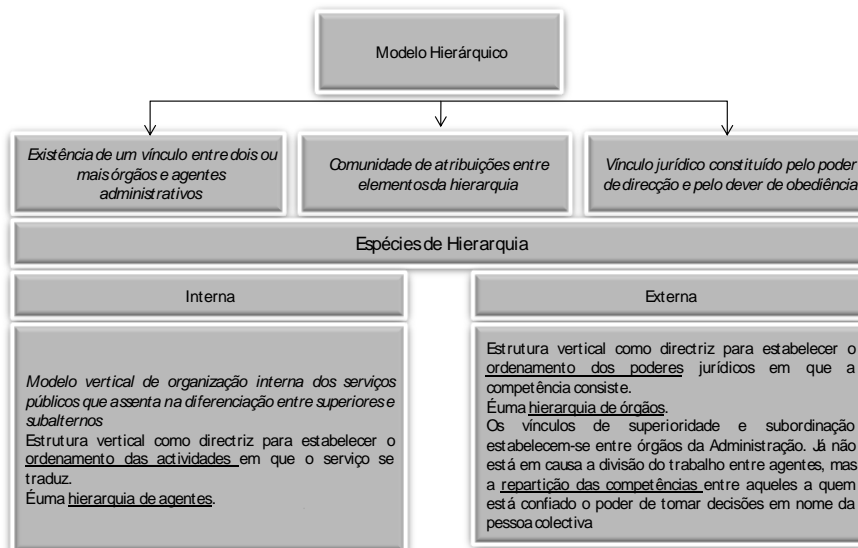 Modelo Hierárquico
Existência de um vínculo entre dois ou
mais órgãos e agentes
administrativos
Comunidade de atribuições entre
elementos da hierarquia
Vínculo jurídico constituído pelo poder
de direcção e pelo dever de obediência
Espécies de Hierarquia
Interna
Externa
Modelo vertical de organização interna dos serviços
públicos que assenta na diferenciação entre superiores e
subalternos
Estrutura vertical como directriz para estabelecer o
ordenamento das actividades em que o serviço se
traduz.
É uma hierarquia de agentes.
Estrutura vertical como directriz para estabelecer o
ordenamento dos poderes jurídicos em que a
competência consiste.
É uma hierarquia de órgãos.
Os vínculos de superioridade e subordinação
estabelecem-se entre órgãos da Administração. Já não
está em causa a divisão do trabalho entre agentes, mas
a repartição das competências entre aqueles a quem
está confiado o poder de tomar decisões em nome da
pessoa colectiva